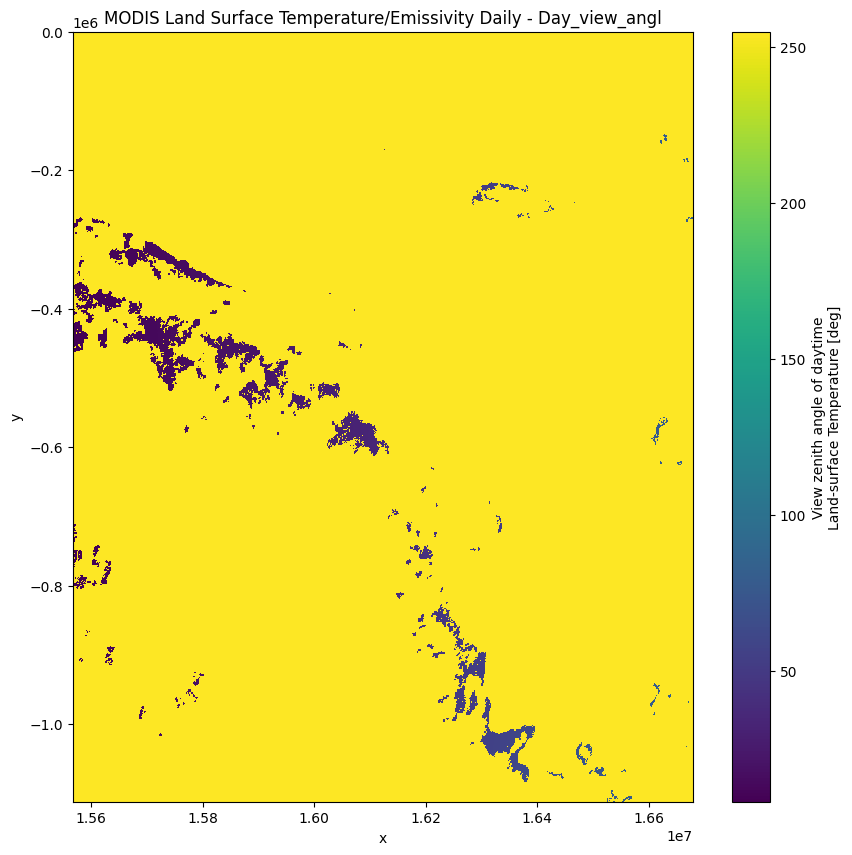 MODIS Land Surface Temperature/Emissivity Daily - Day_view_angl
1e6
0.0
−0.2
−0.4
−0.6
−0.8
−1.0
y
1.56
1.58
1.60
1.62
1.64
1.66
1e7
x
250
200
150
100
50
View zenith angle of daytime
Land-surface Temperature [deg]